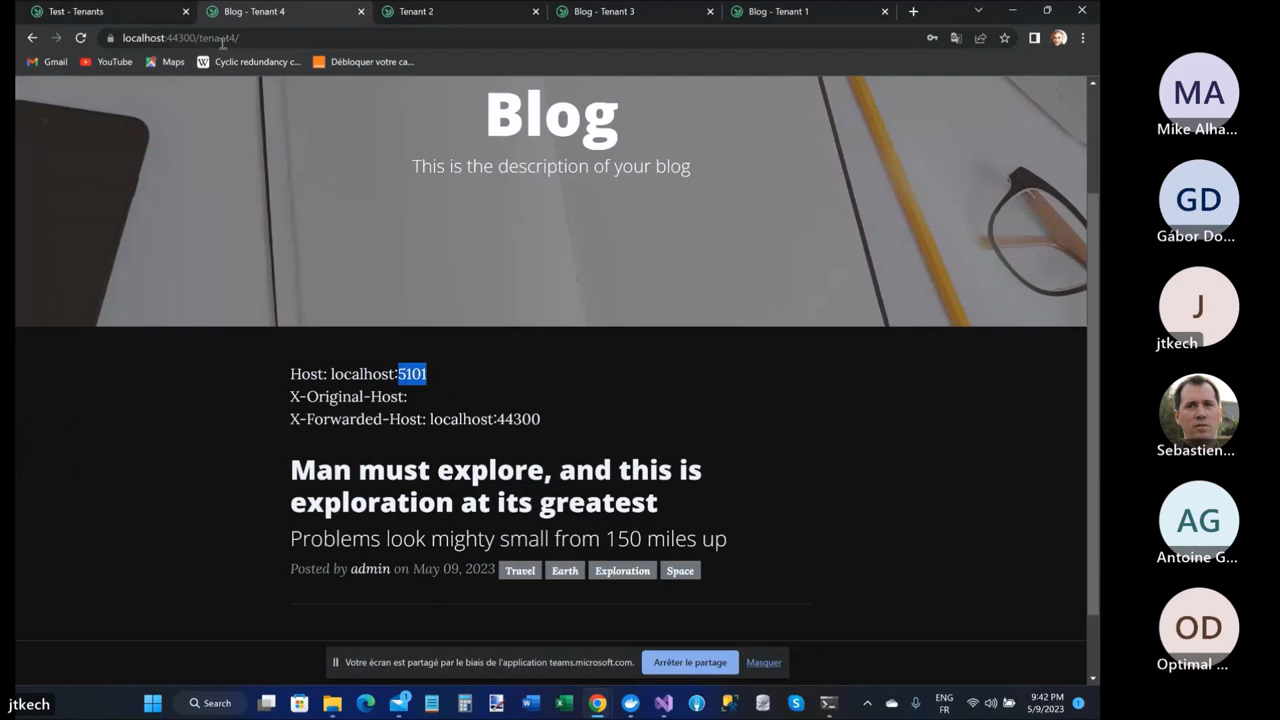 Test - Tenants
Blog - Tenant 4
Tenant 2
Blog - Tenant 3
Blog - Tenant 1
localhost:44300/tenant4/
Gmail
YouTube
Maps
W
Cyclic redundancy c...
Débloquer votre ca...
Blog
This is the description of your blog
Host: localhost:5101
X-Original-Host:
X-Forwarded-Host: localhost:44300
Man must explore, and this is
exploration at its greatest
Problems look mighty small from 150 miles up
Posted by admin on May 09, 2023 Travel Earth Exploration Space
Votre écran est partagé par le biais de l'application teams.microsoft.com.
Arrêter le partage
Masquer
jtkech
Search
ENG
FR
9:42 PM
5/9/2023
MA
Mike Alha...
GD
Gábor Do...
J
jtkech
Sebastien...
AG
Antoine G...
OD
Optimal ...